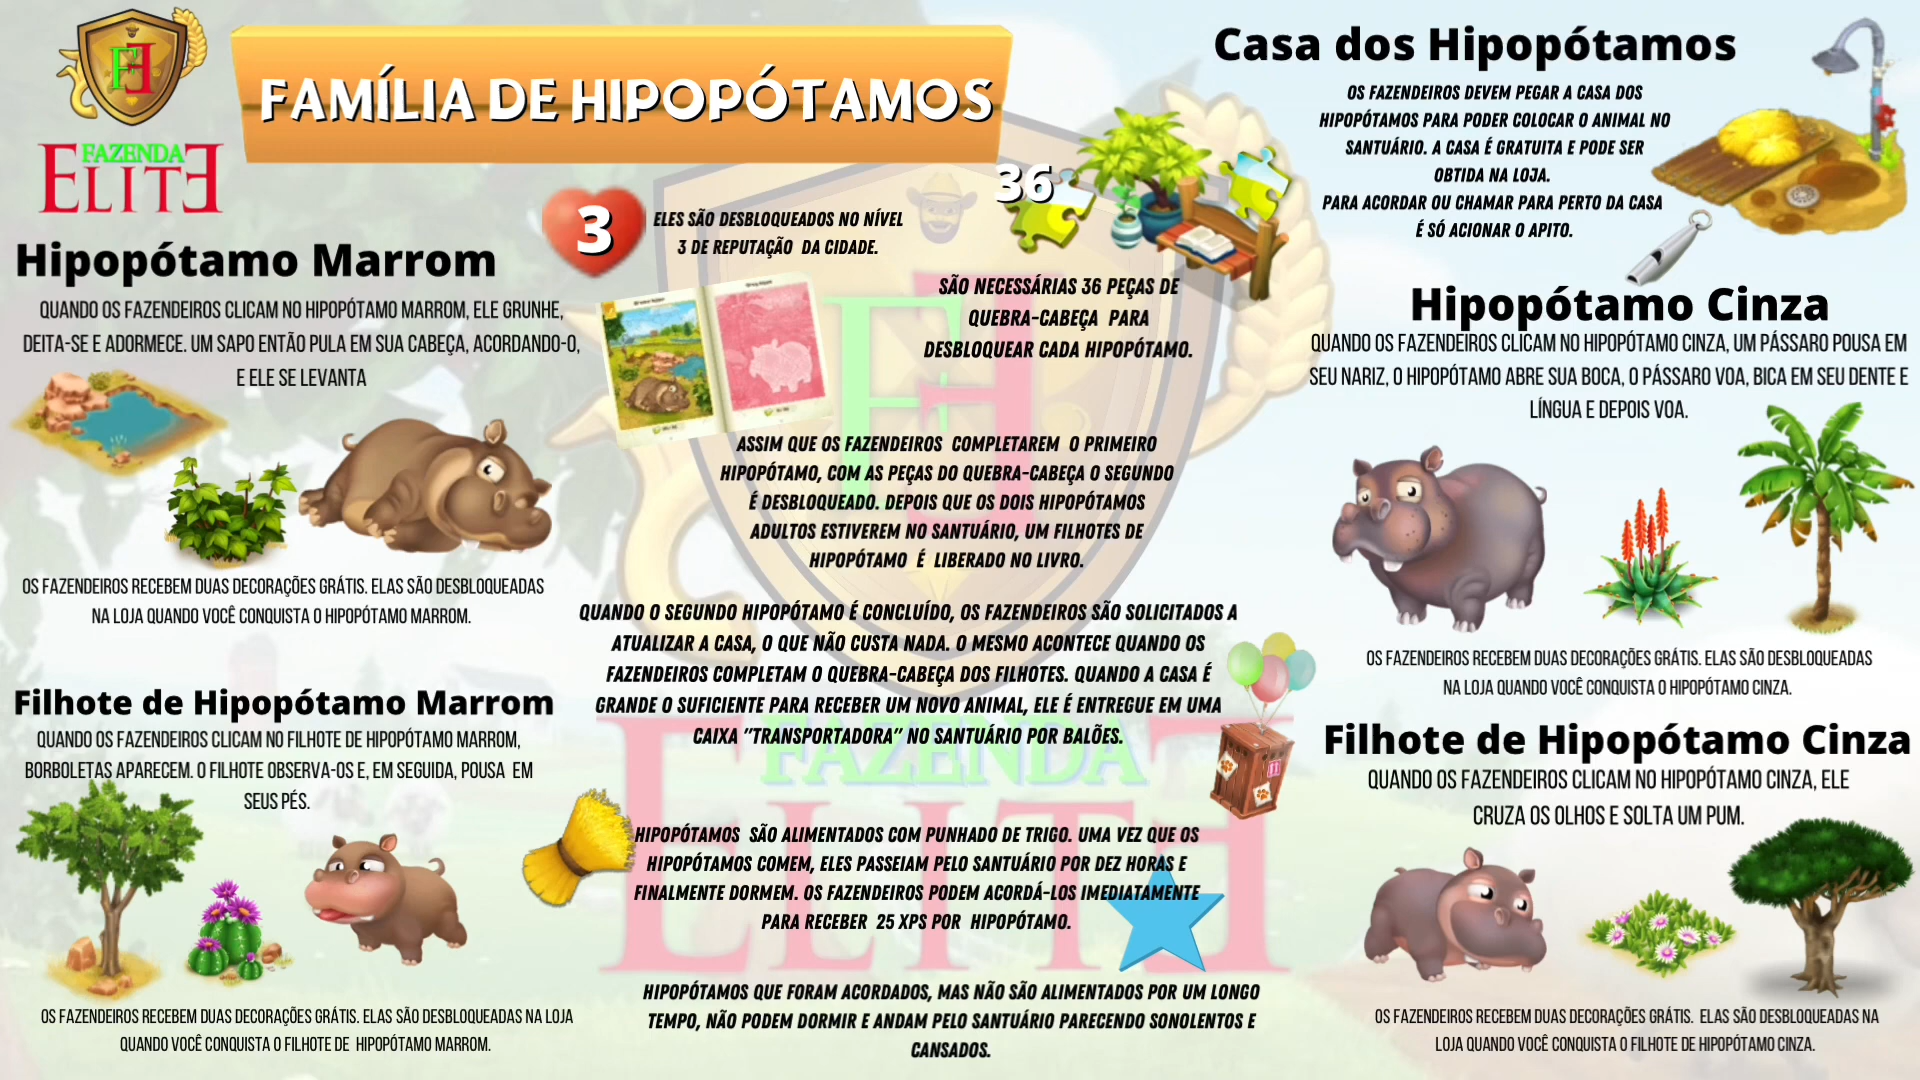 FE
FAZENDA
ELITE
FAMÍLIA DE HIPOPÓTAMOS
3
ELES SÃO DESBLOQUEADOS NO NÍVEL
3 DE REPUTAÇÃO DA CIDADE.
36
SÃO NECESSÁRIAS 36 PEÇAS DE
QUEBRA-CABEÇA PARA
DESBLOQUEAR CADA HIPOPÓTAMO.
Casa dos Hipopótamos
OS FAZENDEIROS DEVEM PEGAR A CASA DOS
HIPOPÓTAMOS PARA PODER COLOCAR O ANIMAL NO
SANTUÁRIO. A CASA É GRATUITA E PODE SER
OBTIDA NA LOJA.
PARA ACORDAR OU CHAMAR PARA PERTO DA CASA
É SÓ ACIONAR O APITO.
Hipopótamo Marrom
QUANDO OS FAZENDEIROS CLICAM NO HIPOPÓTAMO MARROM, ELE GRUNHE,
DEITA-SE E ADORMECE. UM SAPO ENTÃO PULA EM SUA CABEÇA, ACORDANDO-O,
E ELE SE LEVANTA
OS FAZENDEIROS RECEBEM DUAS DECORAÇÕES GRÁTIS. ELAS SÃO DESBLOQUEADAS
NA LOJA QUANDO VOCÊ CONQUISTA O HIPOPÓTAMO MARROM.
Filhote de Hipopótamo Marrom
QUANDO OS FAZENDEIROS CLICAM NO FILHOTE DE HIPOPÓTAMO MARROM,
BORBOLETAS APARECEM. O FILHOTE OBSERVA-OS E, EM SEGUIDA, POUSA EM
SEUS PÉS.
OS FAZENDEIROS RECEBEM DUAS DECORAÇÕES GRÁTIS. ELAS SÃO DESBLOQUEADAS NA LOJA
QUANDO VOCÊ CONQUISTA O FILHOTE DE HIPOPÓTAMO MARROM.
ASSIM QUE OS FAZENDEIROS COMPLETAREM O PRIMEIRO
HIPOPÓTAMO, COM AS PEÇAS DO QUEBRA-CABEÇA O SEGUNDO
É DESBLOQUEADO. DEPOIS QUE OS DOIS HIPOPÓTAMOS
ADULTOS ESTIVEREM NO SANTUÁRIO, UM FILHOTES DE
HIPOPÓTAMO É LIBERADO NO LIVRO.
QUANDO O SEGUNDO HIPOPÓTAMO É CONCLUÍDO, OS FAZENDEIROS SÃO SOLICITADOS A
ATUALIZAR A CASA, O QUE NÃO CUSTA NADA. O MESMO ACONTECE QUANDO OS
FAZENDEIROS COMPLETAM O QUEBRA-CABEÇA DOS FILHOTES. QUANDO A CASA É
GRANDE O SUFICIENTE PARA RECEBER UM NOVO ANIMAL, ELE É ENTREGUE EM UMA
CAIXA "TRANSPORTADORA" NO SANTUÁRIO POR BALÕES.
HIPOPÓTAMOS SÃO ALIMENTADOS COM PUNHADO DE TRIGO. UMA VEZ QUE OS
HIPOPÓTAMOS COMEM, ELES PASSEIAM PELO SANTUÁRIO POR DEZ HORAS E
FINALMENTE DORMEM. OS FAZENDEIROS PODEM ACORDÁ-LOS IMEDIATAMENTE
PARA RECEBER 25 XPS POR HIPOPÓTAMO.
HIPOPÓTAMOS QUE FORAM ACORDADOS, MAS NÃO SÃO ALIMENTADOS POR UM LONGO
TEMPO, NÃO PODEM DORMIR E ANDAM PELO SANTUÁRIO PARECENDO SONOLENTOS E
CANSADOS.
FE
FAZENDA
ELITE
Hipopótamo Cinza
QUANDO OS FAZENDEIROS CLICAM NO HIPOPÓTAMO CINZA, UM PÁSSARO POUSA EM
SEU NARIZ, O HIPOPÓTAMO ABRE SUA BOCA, O PÁSSARO VOA, BICA EM SEU DENTE E
LÍNGUA E DEPOIS VOA.
OS FAZENDEIROS RECEBEM DUAS DECORAÇÕES GRÁTIS. ELAS SÃO DESBLOQUEADAS
NA LOJA QUANDO VOCÊ CONQUISTA O HIPOPÓTAMO CINZA.
Filhote de Hipopótamo Cinza
QUANDO OS FAZENDEIROS CLICAM NO HIPOPÓTAMO CINZA, ELE
CRUZA OS OLHOS E SOLTA UM PUM.
OS FAZENDEIROS RECEBEM DUAS DECORAÇÕES GRÁTIS. ELAS SÃO DESBLOQUEADAS NA
LOJA QUANDO VOCÊ CONQUISTA O FILHOTE DE HIPOPÓTAMO CINZA.